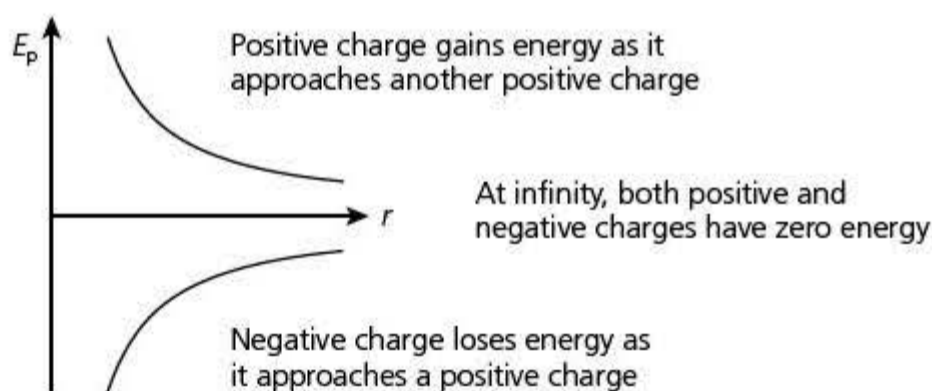 Eₚ
Positive charge gains energy as it
approaches another positive charge
At infinity, both positive and
r
negative charges have zero energy
Negative charge loses energy as
it approaches a positive charge